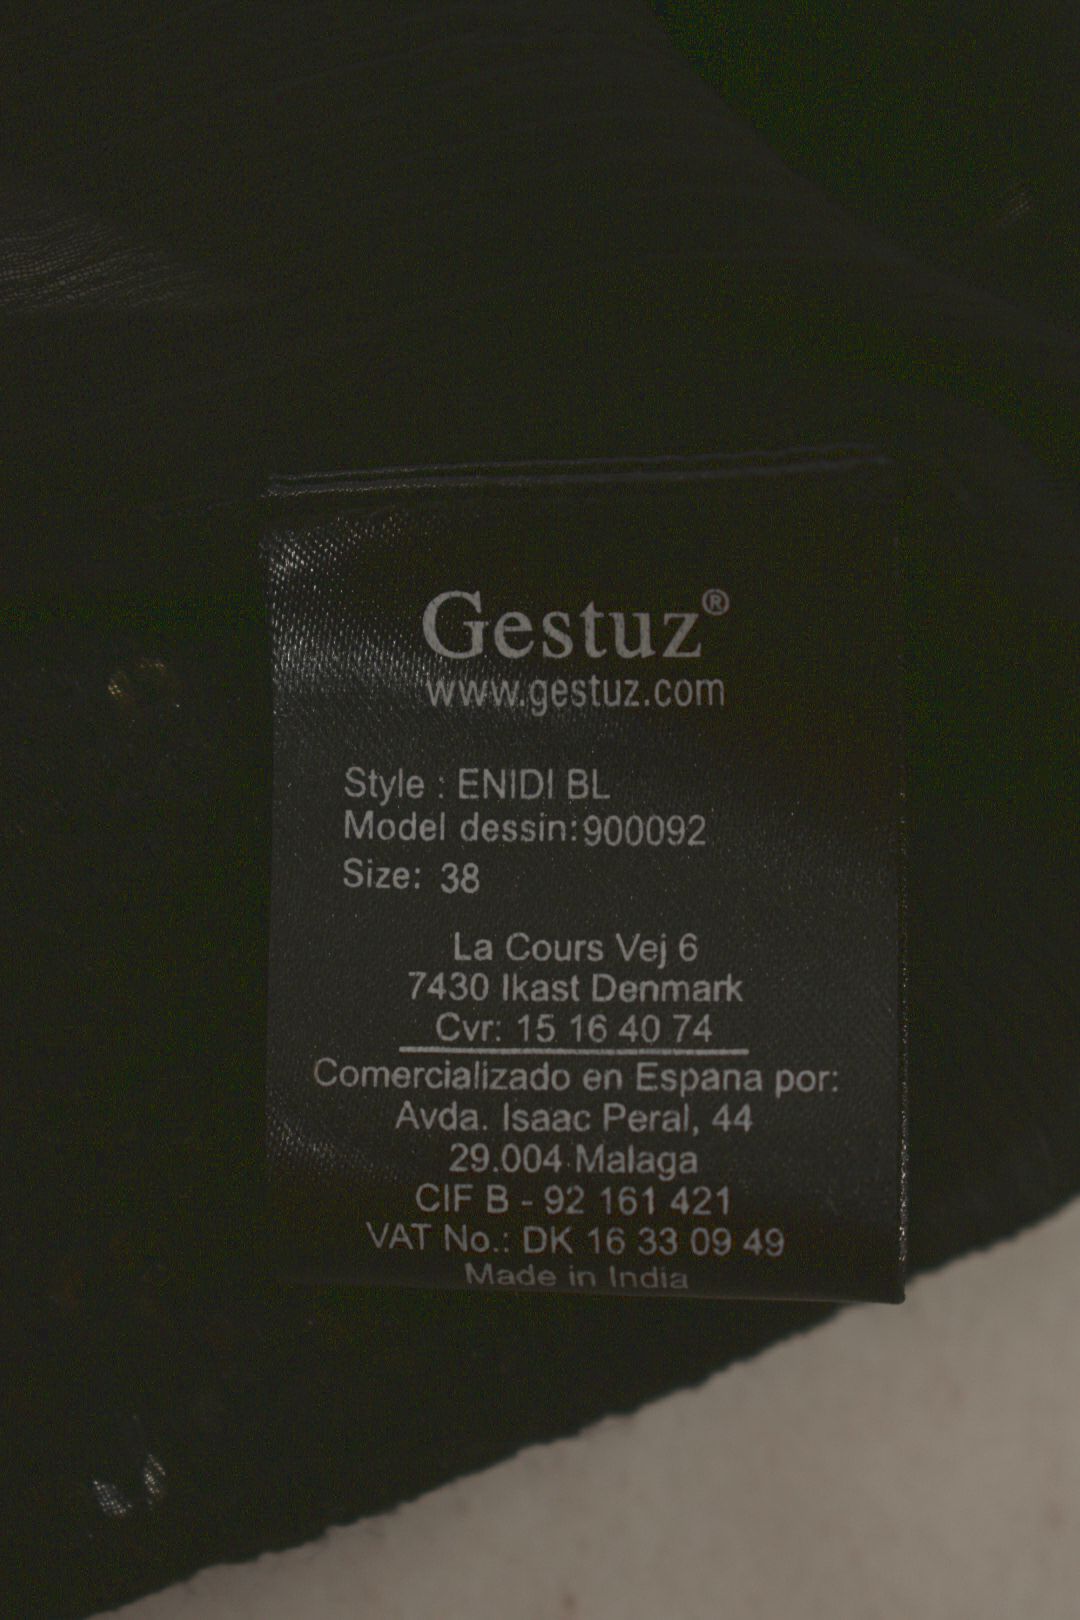 Gestuz®
www.gestuz.com
Style : ENIDI BL
Model dessin:900092
Size: 38
La Cours Vej 6
7430 Ikast Denmark
Cvr: 15 16 40 74
Comercializado en Espana por:
Avda. Isaac Peral, 44
29.004 Malaga
CIF B - 92 161 421
VAT No.: DK 16 33 09 49
Made in India